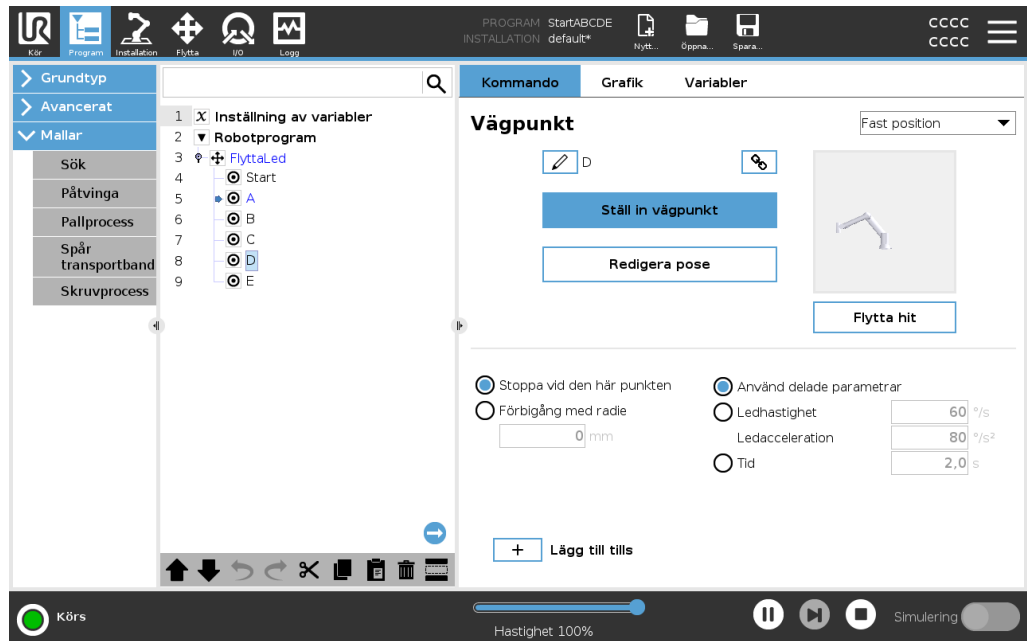 UR
Kör
Program
Installation
Flytta
I/O
Logg
PROGRAM StartABCDE
INSTALLATION default*
Nytt...
Öppna...
Spara...
CCCC
CCCC
Grundtyp
Avancerat
Mallar
Sök
Påtvinga
Pallprocess
Spår
transportband
Skruvprocess
1 X Inställning av variabler
2 Robotprogram
3 FlyttaLed
4 Start
5 A
6 B
7 C
8 D
9 E
Kommando
Grafik
Variabler
Vägpunkt
Fast position
D
Ställ in vägpunkt
Redigera pose
Flytta hit
Stoppa vid den här punkten
Förbigång med radie
0 mm
Använd delade parametrar
Ledhastighet 60 °/s
Ledacceleration 80 °/s²
Tid 2,0 s
+ Lägg till tills
Körs
Hastighet 100%
Simulering